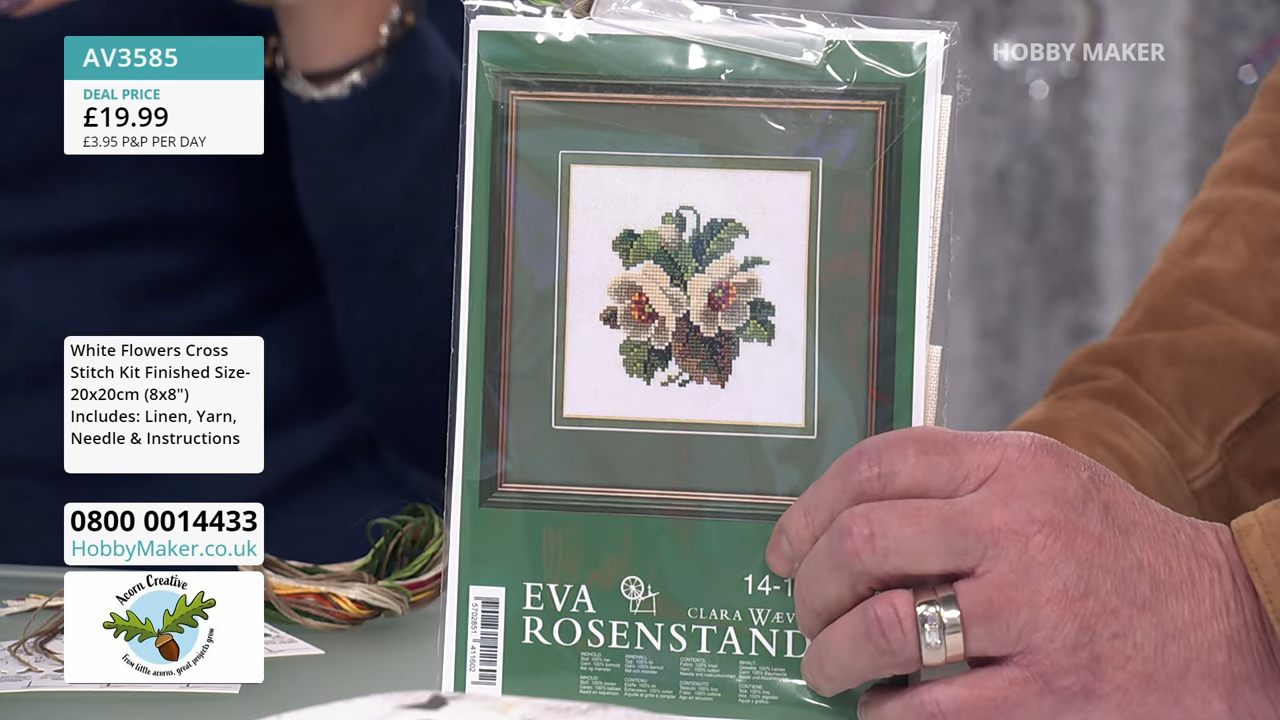 AV3585
DEAL PRICE
£19.99
£3.95 P&P PER DAY
HOBBY MAKER
White Flowers Cross
Stitch Kit Finished Size-
20x20cm (8x8")
Includes: Linen, Yarn,
Needle & Instructions
0800 0014433
HobbyMaker.co.uk
Acorn Creative
From little acorns, great projects grow
14-1
EVA
CLARA WÆV
ROSENSTAND